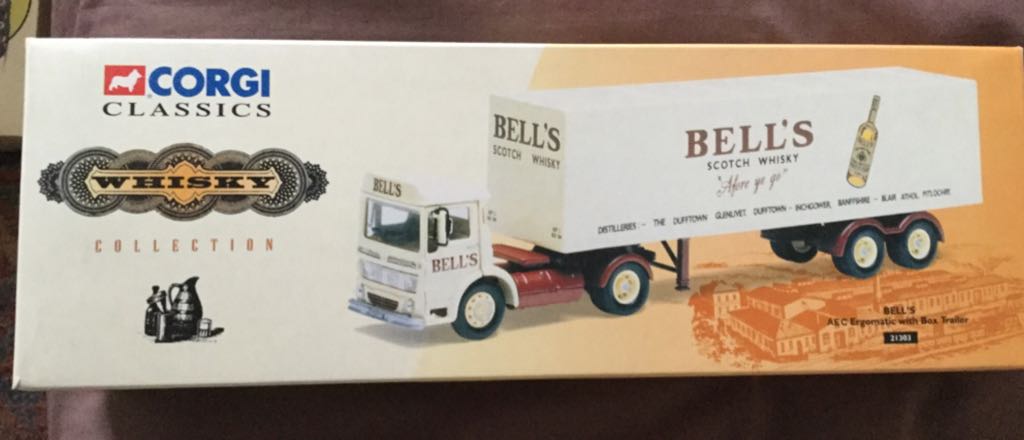 CORGI
CLASSICS
WHISKY
COLLECTION
BELL'S
SCOTCH WHISKY
BELL'S
SCOTCH WHISKY
"Afore ye go"
DISTILLERIES :- THE DUFFTOWN GLENLIVET, DUFFTOWN - INCHGOWER, BANFFSHIRE - BLAIR ATHOL PITLOCHRY.
BELL'S
BELL'S
BELL'S
AEC Ergomatic with Box Trailer
21303